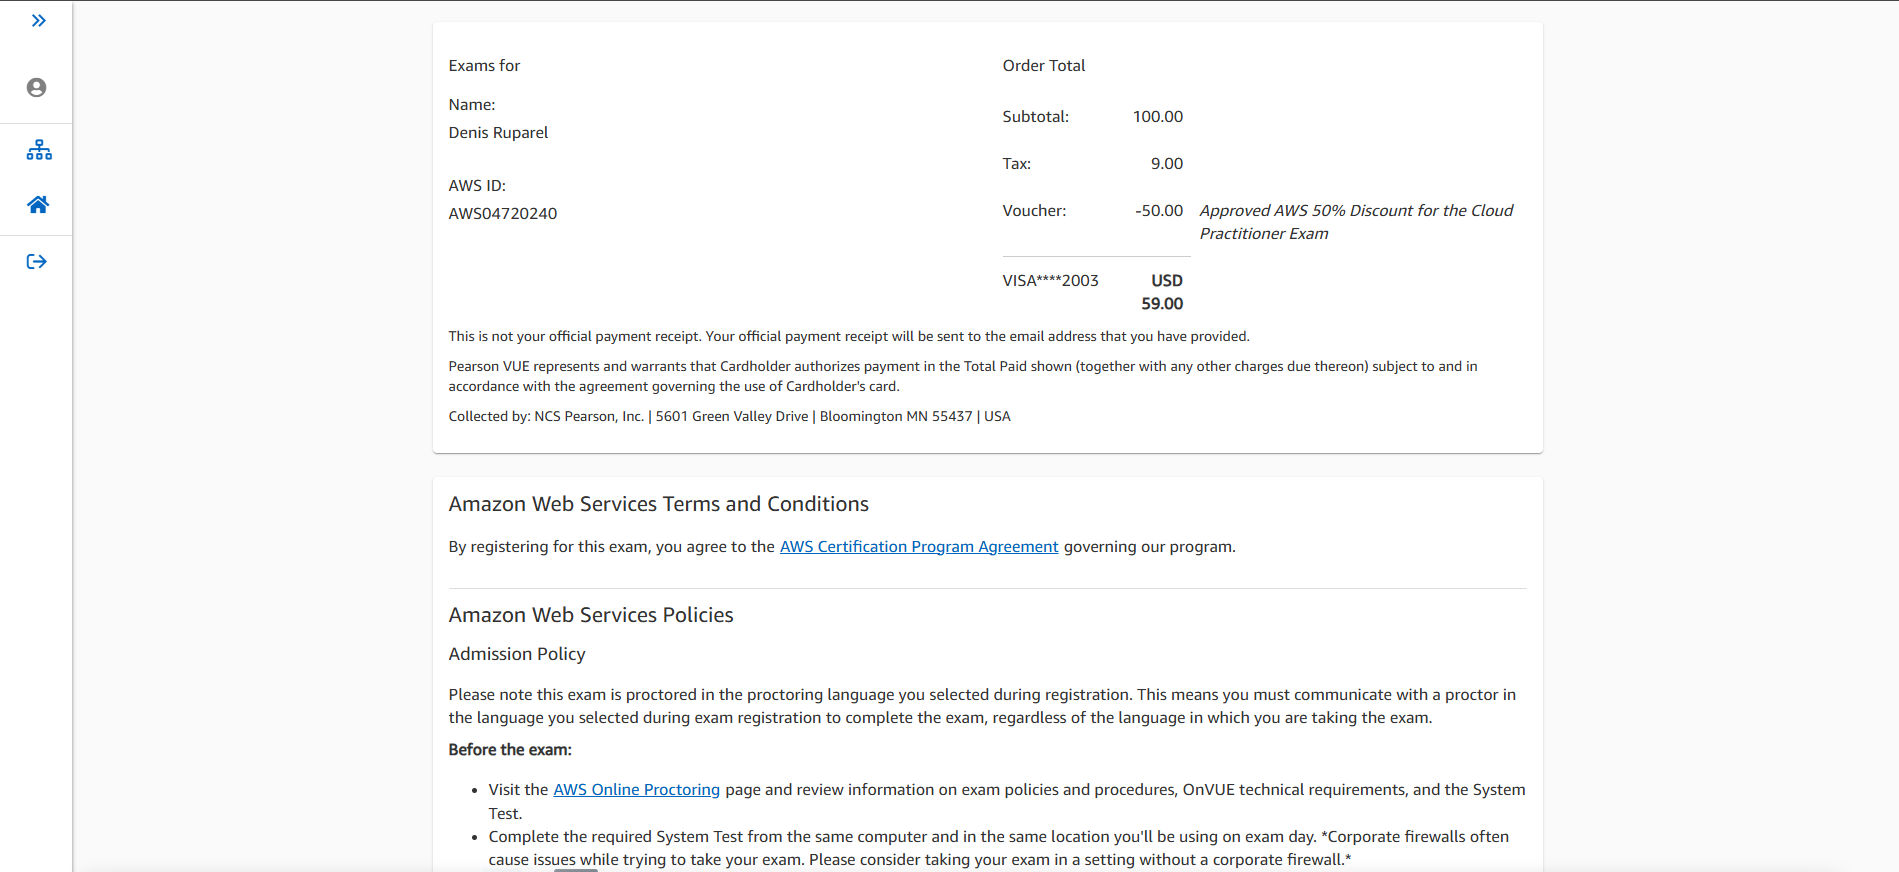 Exams for
Name:
Denis Ruparel
AWS ID:
AWS04720240
Order Total
Subtotal: 100.00
Tax: 9.00
Voucher: -50.00 Approved AWS 50% Discount for the Cloud
Practitioner Exam
VISA****2003 USD
59.00
This is not your official payment receipt. Your official payment receipt will be sent to the email address that you have provided.
Pearson VUE represents and warrants that Cardholder authorizes payment in the Total Paid shown (together with any other charges due thereon) subject to and in
accordance with the agreement governing the use of Cardholder's card.
Collected by: NCS Pearson, Inc. | 5601 Green Valley Drive | Bloomington MN 55437 | USA
Amazon Web Services Terms and Conditions
By registering for this exam, you agree to the AWS Certification Program Agreement governing our program.
Amazon Web Services Policies
Admission Policy
Please note this exam is proctored in the proctoring language you selected during registration. This means you must communicate with a proctor in
the language you selected during exam registration to complete the exam, regardless of the language in which you are taking the exam.
Before the exam:
• Visit the AWS Online Proctoring page and review information on exam policies and procedures, OnVUE technical requirements, and the System
Test.
• Complete the required System Test from the same computer and in the same location you'll be using on exam day. *Corporate firewalls often
cause issues while trying to take your exam. Please consider taking your exam in a setting without a corporate firewall.*